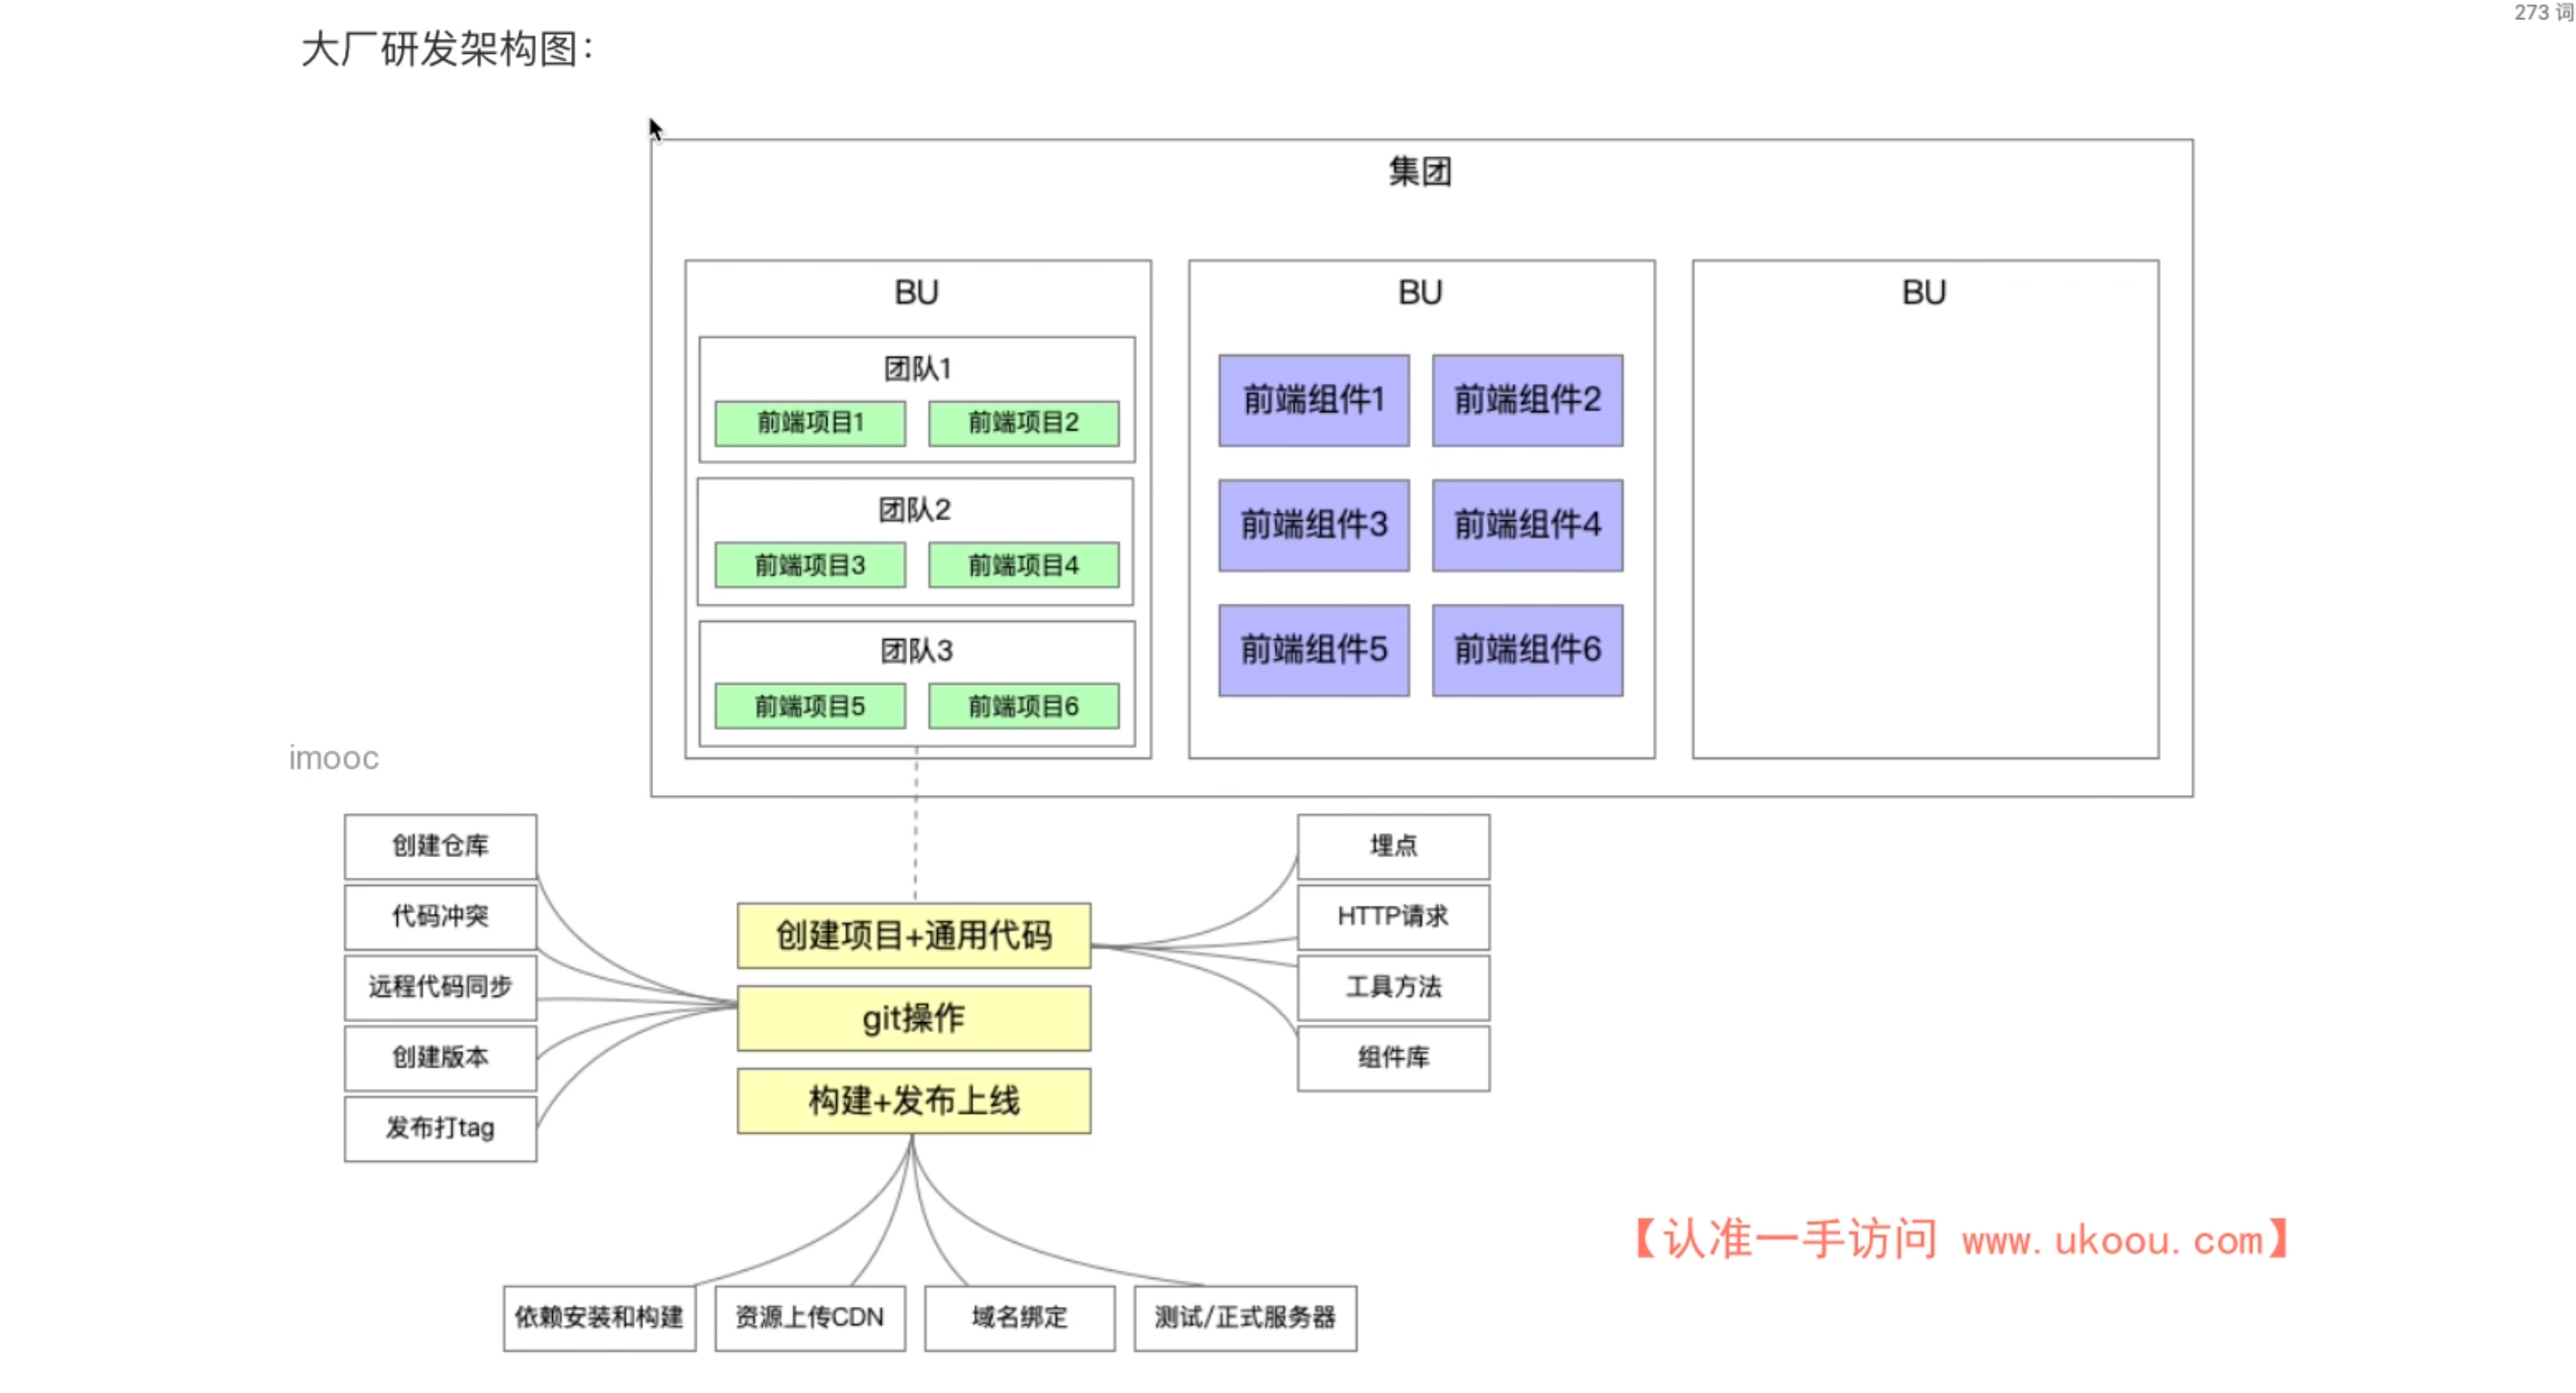 273 词
大厂研发架构图：
集团
BU
团队1
前端项目1
前端项目2
团队2
前端项目3
前端项目4
团队3
前端项目5
前端项目6
BU
前端组件1
前端组件2
前端组件3
前端组件4
前端组件5
前端组件6
BU
imooc
创建仓库
代码冲突
远程代码同步
创建版本
发布打tag
创建项目+通用代码
git操作
构建+发布上线
埋点
HTTP请求
工具方法
组件库
【认准一手访问 www.ukoou.com】
依赖安装和构建
资源上传CDN
域名绑定
测试/正式服务器